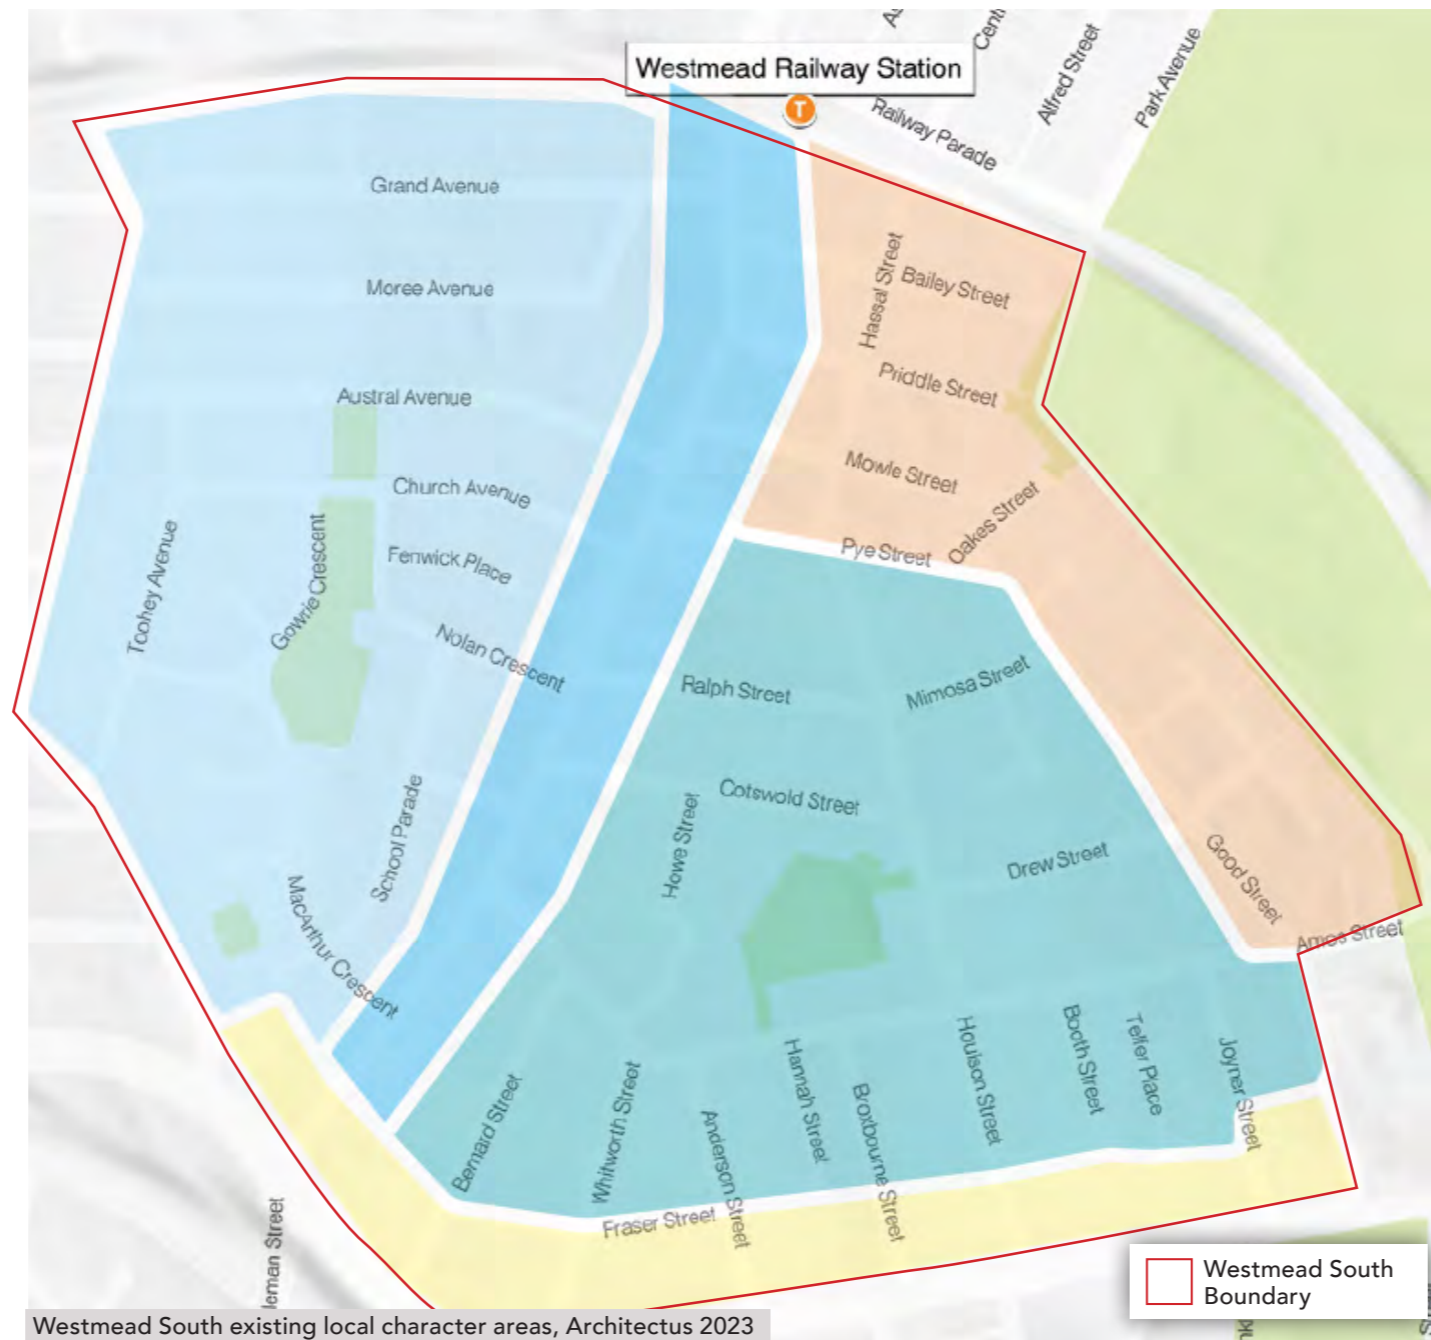 Westmead Railway Station
T
Railway Parade
Alfred Street
Park Avenue
Grand Avenue
Hassal Street
Bailey Street
Moree Avenue
Priddle Street
Austral Avenue
Mowle Street
Church Avenue
Oakes Street
Toohey Avenue
Gowrie Crescent
Fenwick Place
Pye Street
Nolan Crescent
Ralph Street
Mimosa Street
Cotswold Street
School Parade
Howe Street
Drew Street
Good Street
MacArthur Crescent
Amos Street
Hannah Street
Houison Street
Booth Street
Telfer Place
Joyner Street
Bernaid Street
Whitworth Street
Anderson Street
Broxbourne Street
Fraser Street
leman Street
Westmead South
Boundary
Westmead South existing local character areas, Architectus 2023